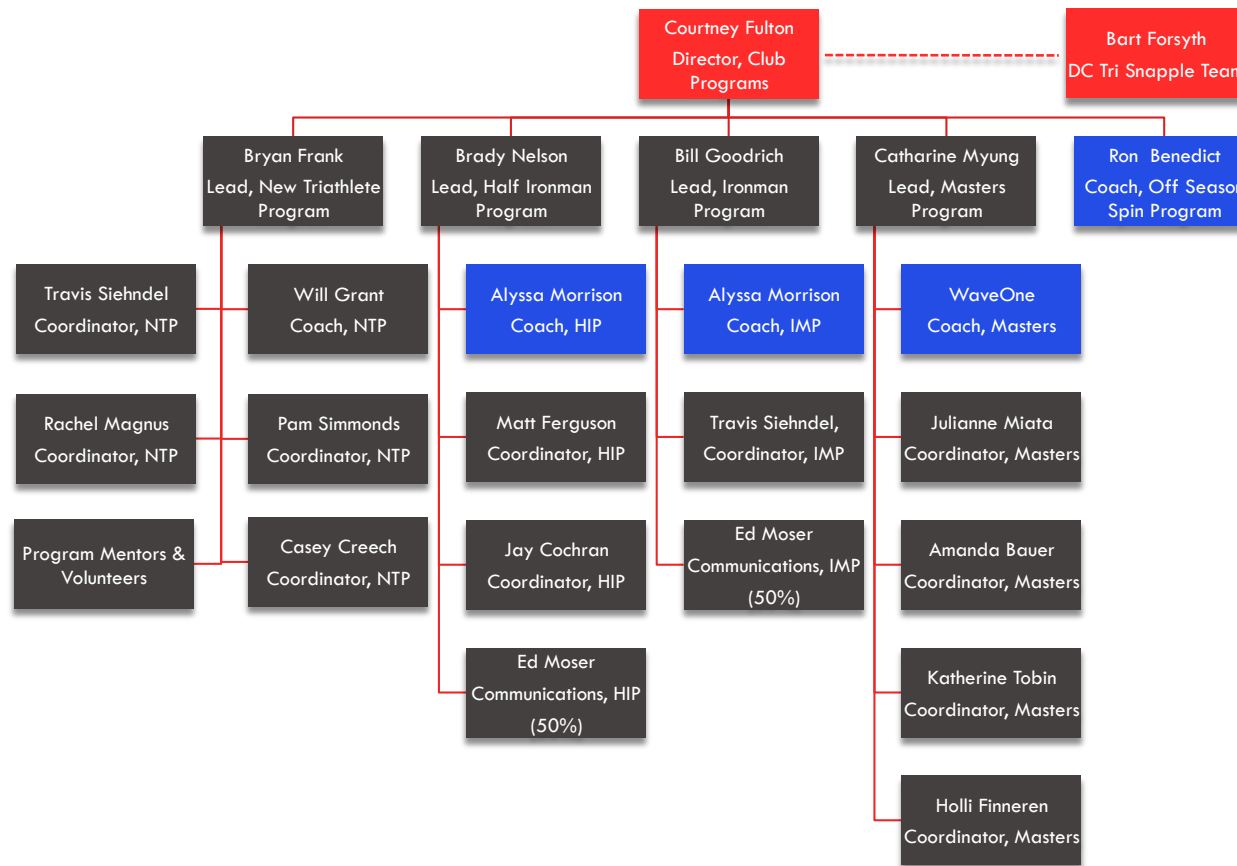 Courtney Fulton
Director, Club
Programs
Bart Forsyth
DC Tri Snapple Team
Bryan Frank
Lead, New Triathlete
Program
Brady Nelson
Lead, Half Ironman
Program
Bill Goodrich
Lead, Ironman
Program
Catharine Myung
Lead, Masters
Program
Ron Benedict
Coach, Off Season
Spin Program
Travis Siehndel
Coordinator, NTP
Will Grant
Coach, NTP
Alyssa Morrison
Coach, HIP
Alyssa Morrison
Coach, IMP
WaveOne
Coach, Masters
Rachel Magnus
Coordinator, NTP
Pam Simmonds
Coordinator, NTP
Matt Ferguson
Coordinator, HIP
Travis Siehndel,
Coordinator, IMP
Julianne Miata
Coordinator, Masters
Program Mentors &
Volunteers
Casey Creech
Coordinator, NTP
Jay Cochran
Coordinator, HIP
Ed Moser
Communications, IMP
(50%)
Amanda Bauer
Coordinator, Masters
Ed Moser
Communications, HIP
(50%)
Katherine Tobin
Coordinator, Masters
Holli Finneren
Coordinator, Masters